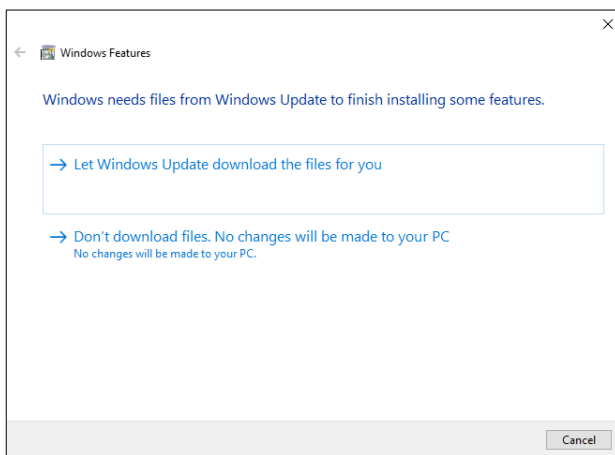 Windows Features
Windows needs files from Windows Update to finish installing some features.
Let Windows Update download the files for you
Don't download files. No changes will be made to your PC
No changes will be made to your PC.
Cancel